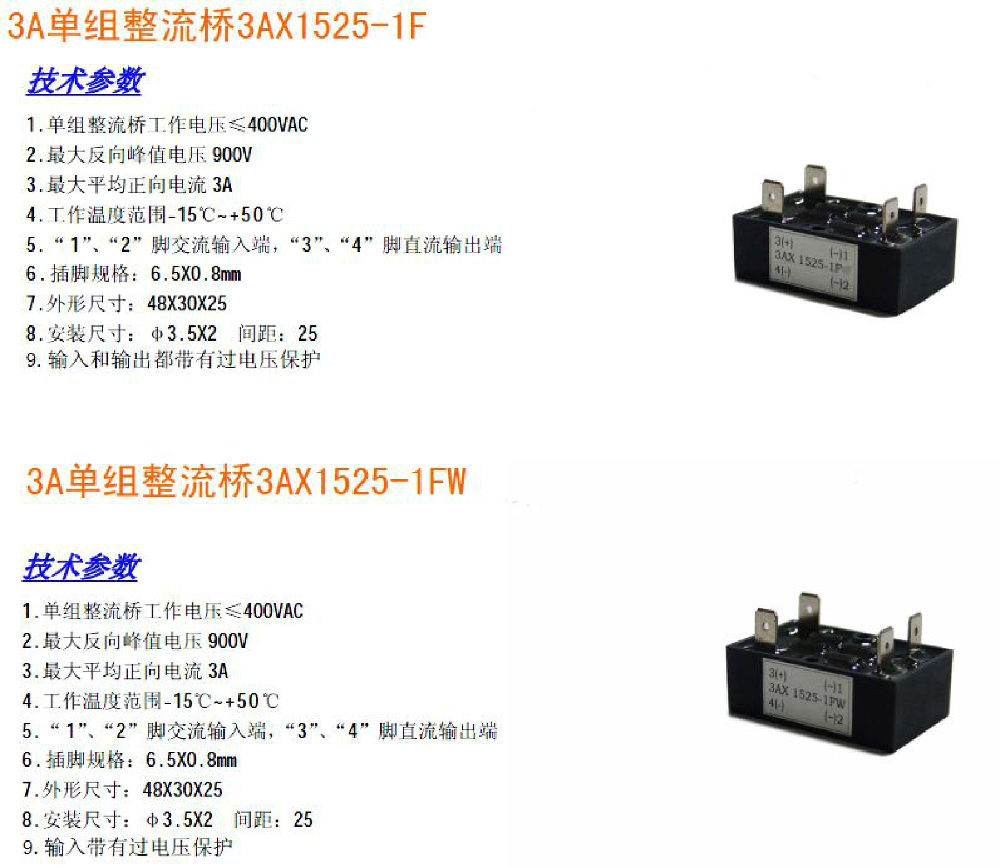 3A单组整流桥3AX1525-1F
技术参数
1.单组整流桥工作电压≤400VAC
2.最大反向峰值电压 900V
3.最大平均正向电流 3A
4.工作温度范围-15℃~+50℃
5. “1”、“2” 脚交流输入端，“3”、“4” 脚直流输出端
6.插脚规格：6.5X0.8mm
7.外形尺寸：48X30X25
8.安装尺寸：φ3.5X2 间距：25
9.输入和输出都带有过电压保护
3(+) (~)1
3AX 1525-1F
4(-) (~)2
3A单组整流桥3AX1525-1FW
技术参数
1.单组整流桥工作电压≤400VAC
2.最大反向峰值电压 900V
3.最大平均正向电流 3A
4.工作温度范围-15℃~+50℃
5. “1”、“2” 脚交流输入端，“3”、“4” 脚直流输出端
6.插脚规格：6.5X0.8mm
7.外形尺寸：48X30X25
8.安装尺寸：φ3.5X2 间距：25
9.输入带有过电压保护
3(+) (~)1
3AX 1525-1FW
4(-) (~)2